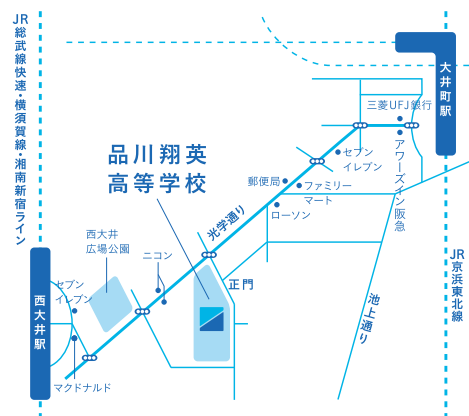 JR総武線快速・横須賀線・湘南新宿ライン
大井町駅
三菱UFJ銀行
アワーズイン阪急
セブン
イレブン
品川翔英
高等学校
郵便局
ファミリー
マート
ローソン
光学通り
西大井
広場公園
ニコン
正門
JR京浜東北線
西大井駅
セブン
イレブン
池上通り
マクドナルド